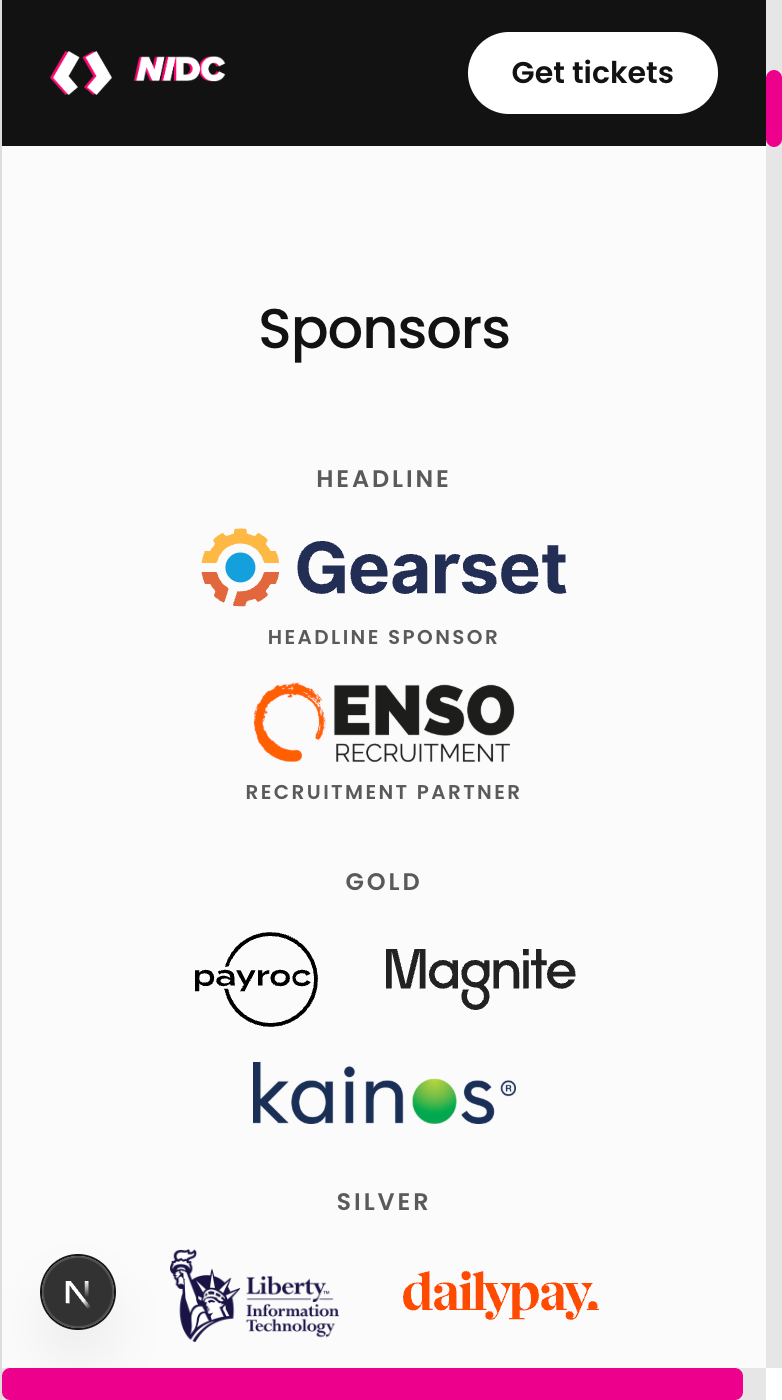 NIDC
Get tickets
Sponsors
HEADLINE
Gearset
HEADLINE SPONSOR
ENSO
RECRUITMENT
RECRUITMENT PARTNER
GOLD
payroc
Magnite
kainos®
SILVER
N
Liberty™
Information
Technology
dailypay.